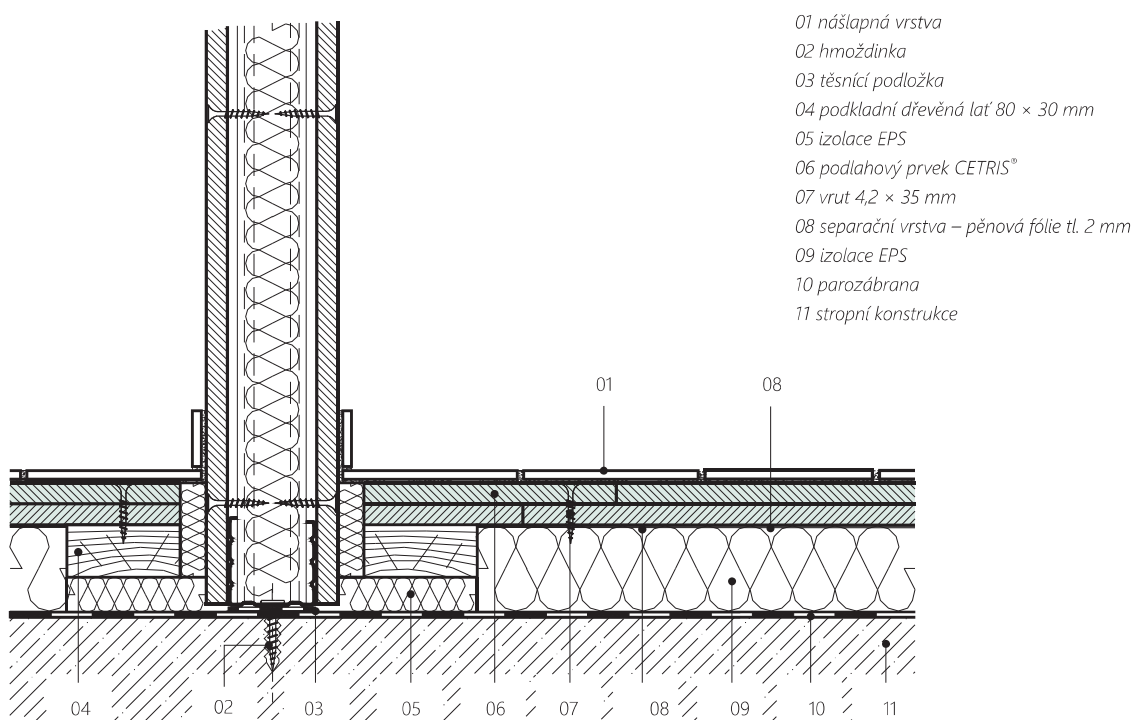 01 nášlapná vrstva
02 hmoždinka
03 těsnící podložka
04 podkladní dřevěná lať 80 × 30 mm
05 izolace EPS
06 podlahový prvek CETRIS®
07 vrut 4,2 × 35 mm
08 separační vrstva – pěnová fólie tl. 2 mm
09 izolace EPS
10 parozábrana
11 stropní konstrukce
01 08
04 02 03 05 06 07 08 09 10 11